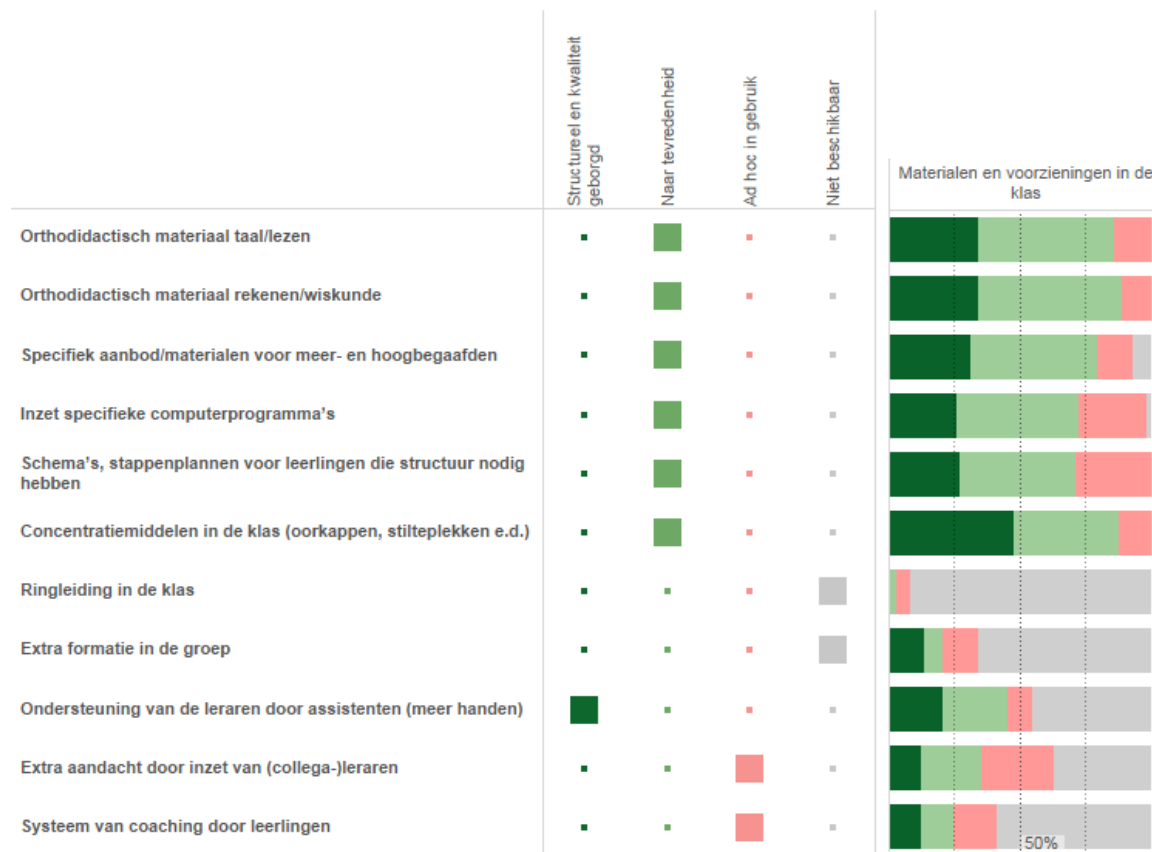 Structureel en kwaliteit
geborgd
Naar tevredenheid
Ad hoc in gebruik
Niet beschikbaar
Materialen en voorzieningen in de
klas
Orthodidactisch materiaal taal/lezen
Orthodidactisch materiaal rekenen/wiskunde
Specifiek aanbod/materialen voor meer- en hoogbegaafden
Inzet specifieke computerprogramma's
Schema's, stappenplannen voor leerlingen die structuur nodig
hebben
Concentratiemiddelen in de klas (oorkappen, stilteplekken e.d.)
Ringleiding in de klas
Extra formatie in de groep
Ondersteuning van de leraren door assistenten (meer handen)
Extra aandacht door inzet van (collega-)leraren
Systeem van coaching door leerlingen
50%